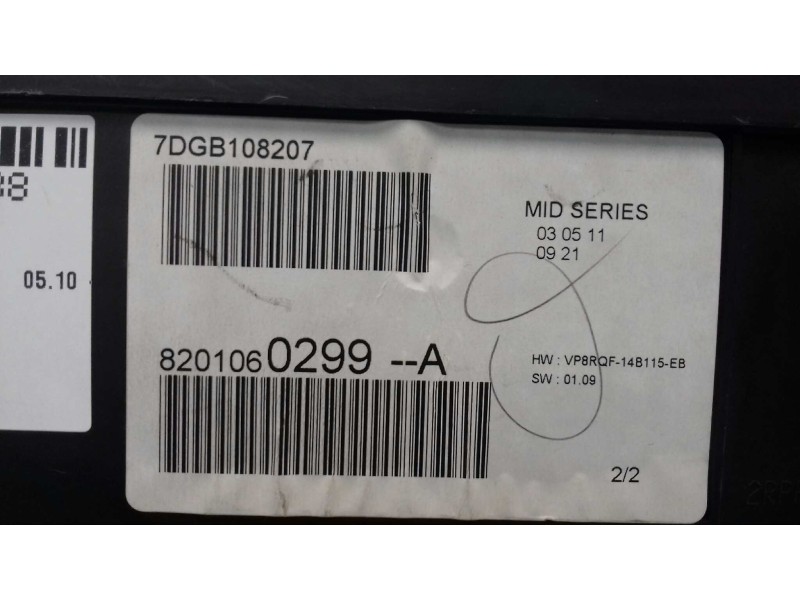 05.10
7DGB108207
MID SERIES
03 05 11
09 21
8201060299 --A
HW : VP8RQF-14B115-EB
SW : 01.09
2/2